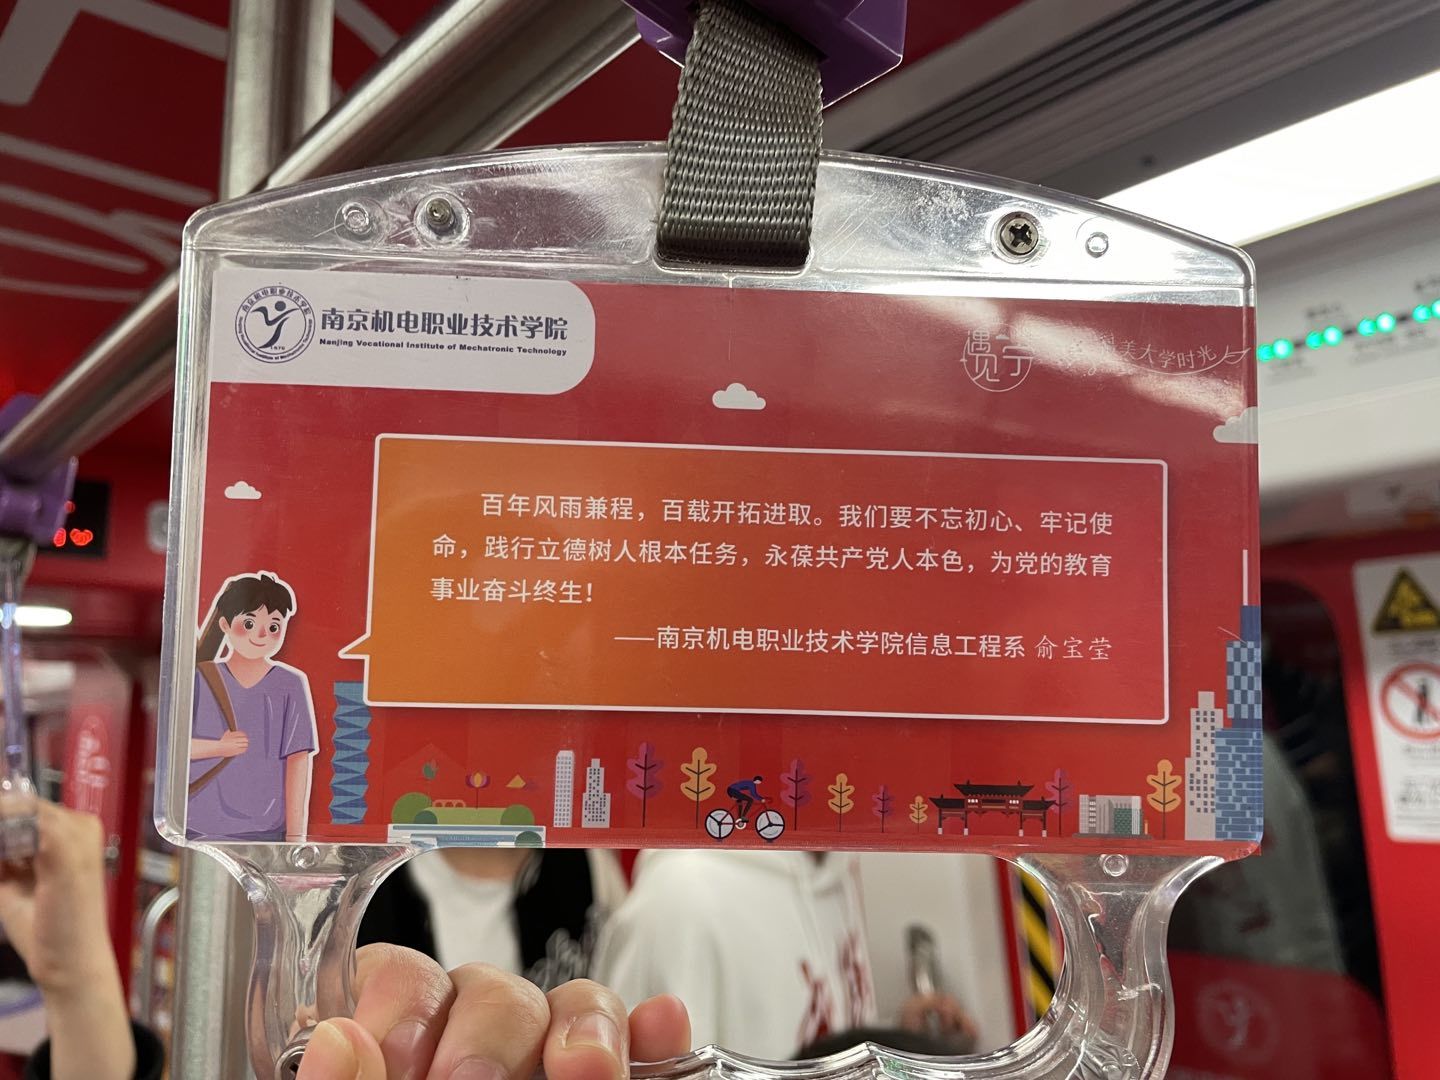 南京机电职业技术学院
Nanjing Vocational Institute of Mechatronic Technology
1976
遇见宁
美大学时光
百年风雨兼程，百载开拓进取。我们要不忘初心、牢记使
命，践行立德树人根本任务，永葆共产党人本色，为党的教育
事业奋斗终生！
——南京机电职业技术学院信息工程系 俞宝莹